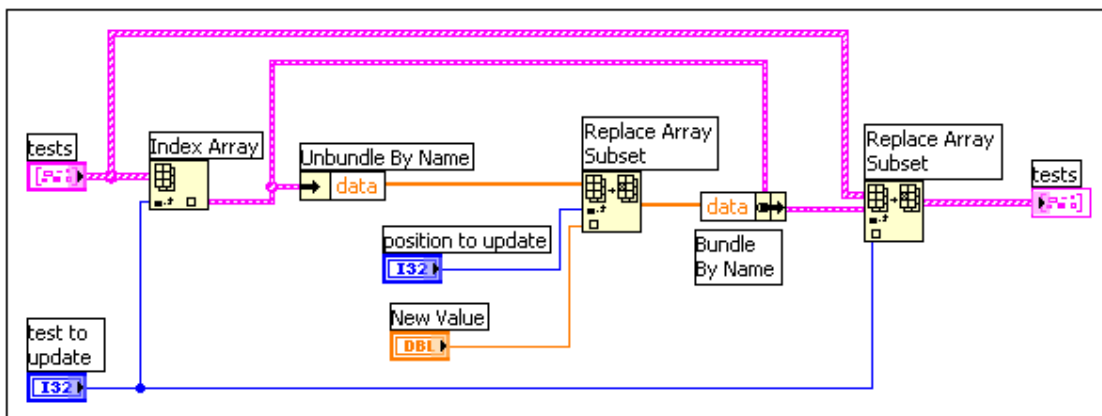 tests
Index Array
Unbundle By Name
data
Replace Array
Subset
data
Replace Array
Subset
tests
position to update
I32
Bundle
By Name
New Value
DBL
test to
update
I32